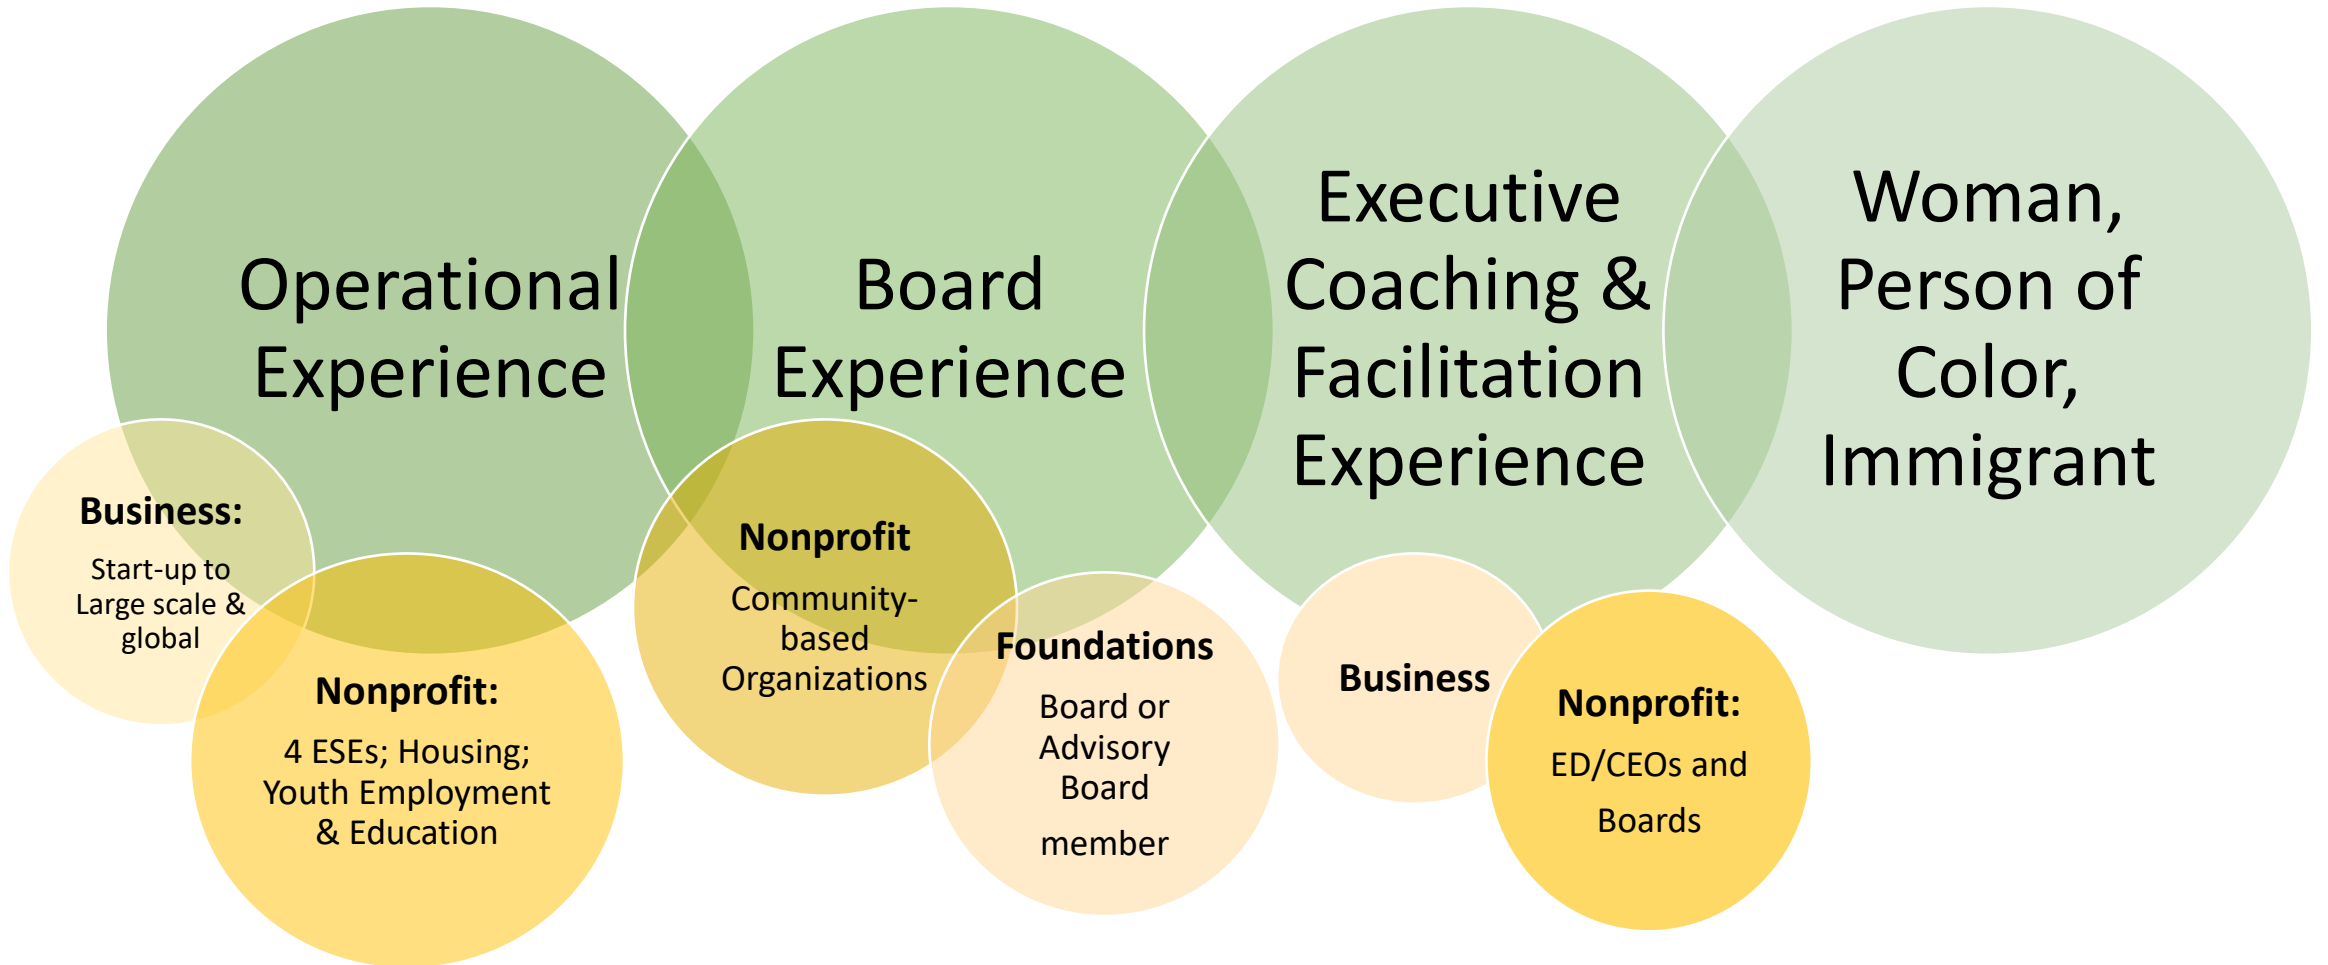 Operational
Experience
Board
Experience
Executive
Coaching &
Facilitation
Experience
Woman,
Person of
Color,
Immigrant
Business:
Start-up to
Large scale &
global
Nonprofit:
4 ESEs; Housing;
Youth Employment
& Education
Nonprofit
Community-
based
Organizations
Foundations
Board or
Advisory
Board
member
Business
Nonprofit:
ED/CEOs and
Boards